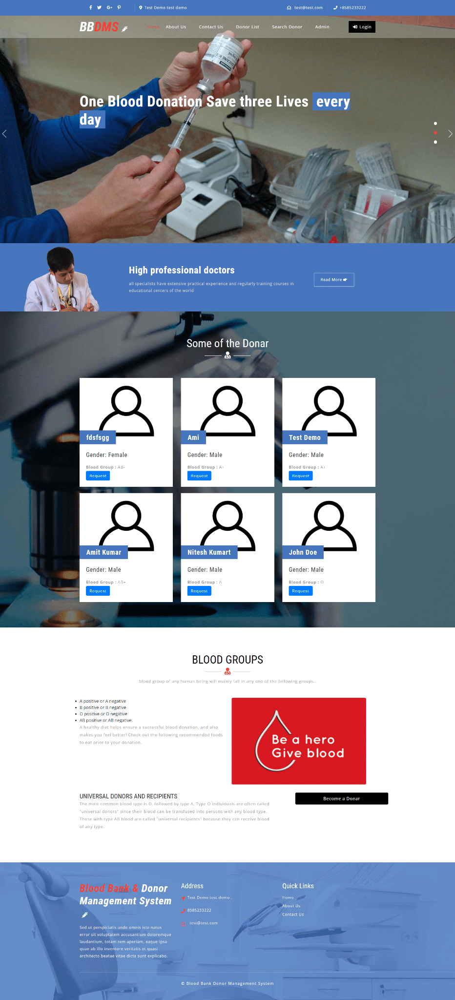 Test Demo test demo
test@test.com
+8585233222
BBDMS
Home
About Us
Contact Us
Donor List
Search Donor
Admin
Login
One Blood Donation Save three Lives every
day
High professional doctors
all specialists have extensive practical experience and regularly training courses in
educational centers of the world
Read More
Some of the Donar
fdsfsgg
Gender: Female
Blood Group : AB-
Request
Ami
Gender: Male
Blood Group : A+
Request
Test Demo
Gender: Male
Blood Group : A+
Request
Amit Kumar
Gender: Male
Blood Group : AB+
Request
Nitesh Kumart
Gender: Male
Blood Group : A
Request
John Doe
Gender: Male
Blood Group : O
Request
BLOOD GROUPS
blood group of any human being will mainly fall in any one of the following groups..
A positive or A negative
B positive or B negative
O positive or O negative
AB positive or AB negative.
A healthy diet helps ensure a successful blood donation, and also
makes you feel better! Check out the following recommended foods
to eat prior to your donation.
Be a hero
Give blood
UNIVERSAL DONORS AND RECIPIENTS
The most common blood type is O, followed by type A. Type O individuals are often called
"universal donors" since their blood can be transfused into persons with any blood type.
Those with type AB blood are called "universal recipients" because they can receive blood
of any type.
Become a Donar
Blood Bank & Donor
Management System
Sed ut perspiciatis unde omnis iste natus
error sit voluptatem accusantium doloremque
laudantium, totam rem aperiam, eaque ipsa
quae ab illo inventore veritatis et quasi
architecto beatae vitae dicta sunt explicabo.
Address
Test Demo test demo .
8585233222
test@test.com
Quick Links
Home
About Us
Contact Us
© Blood Bank Donor Management System